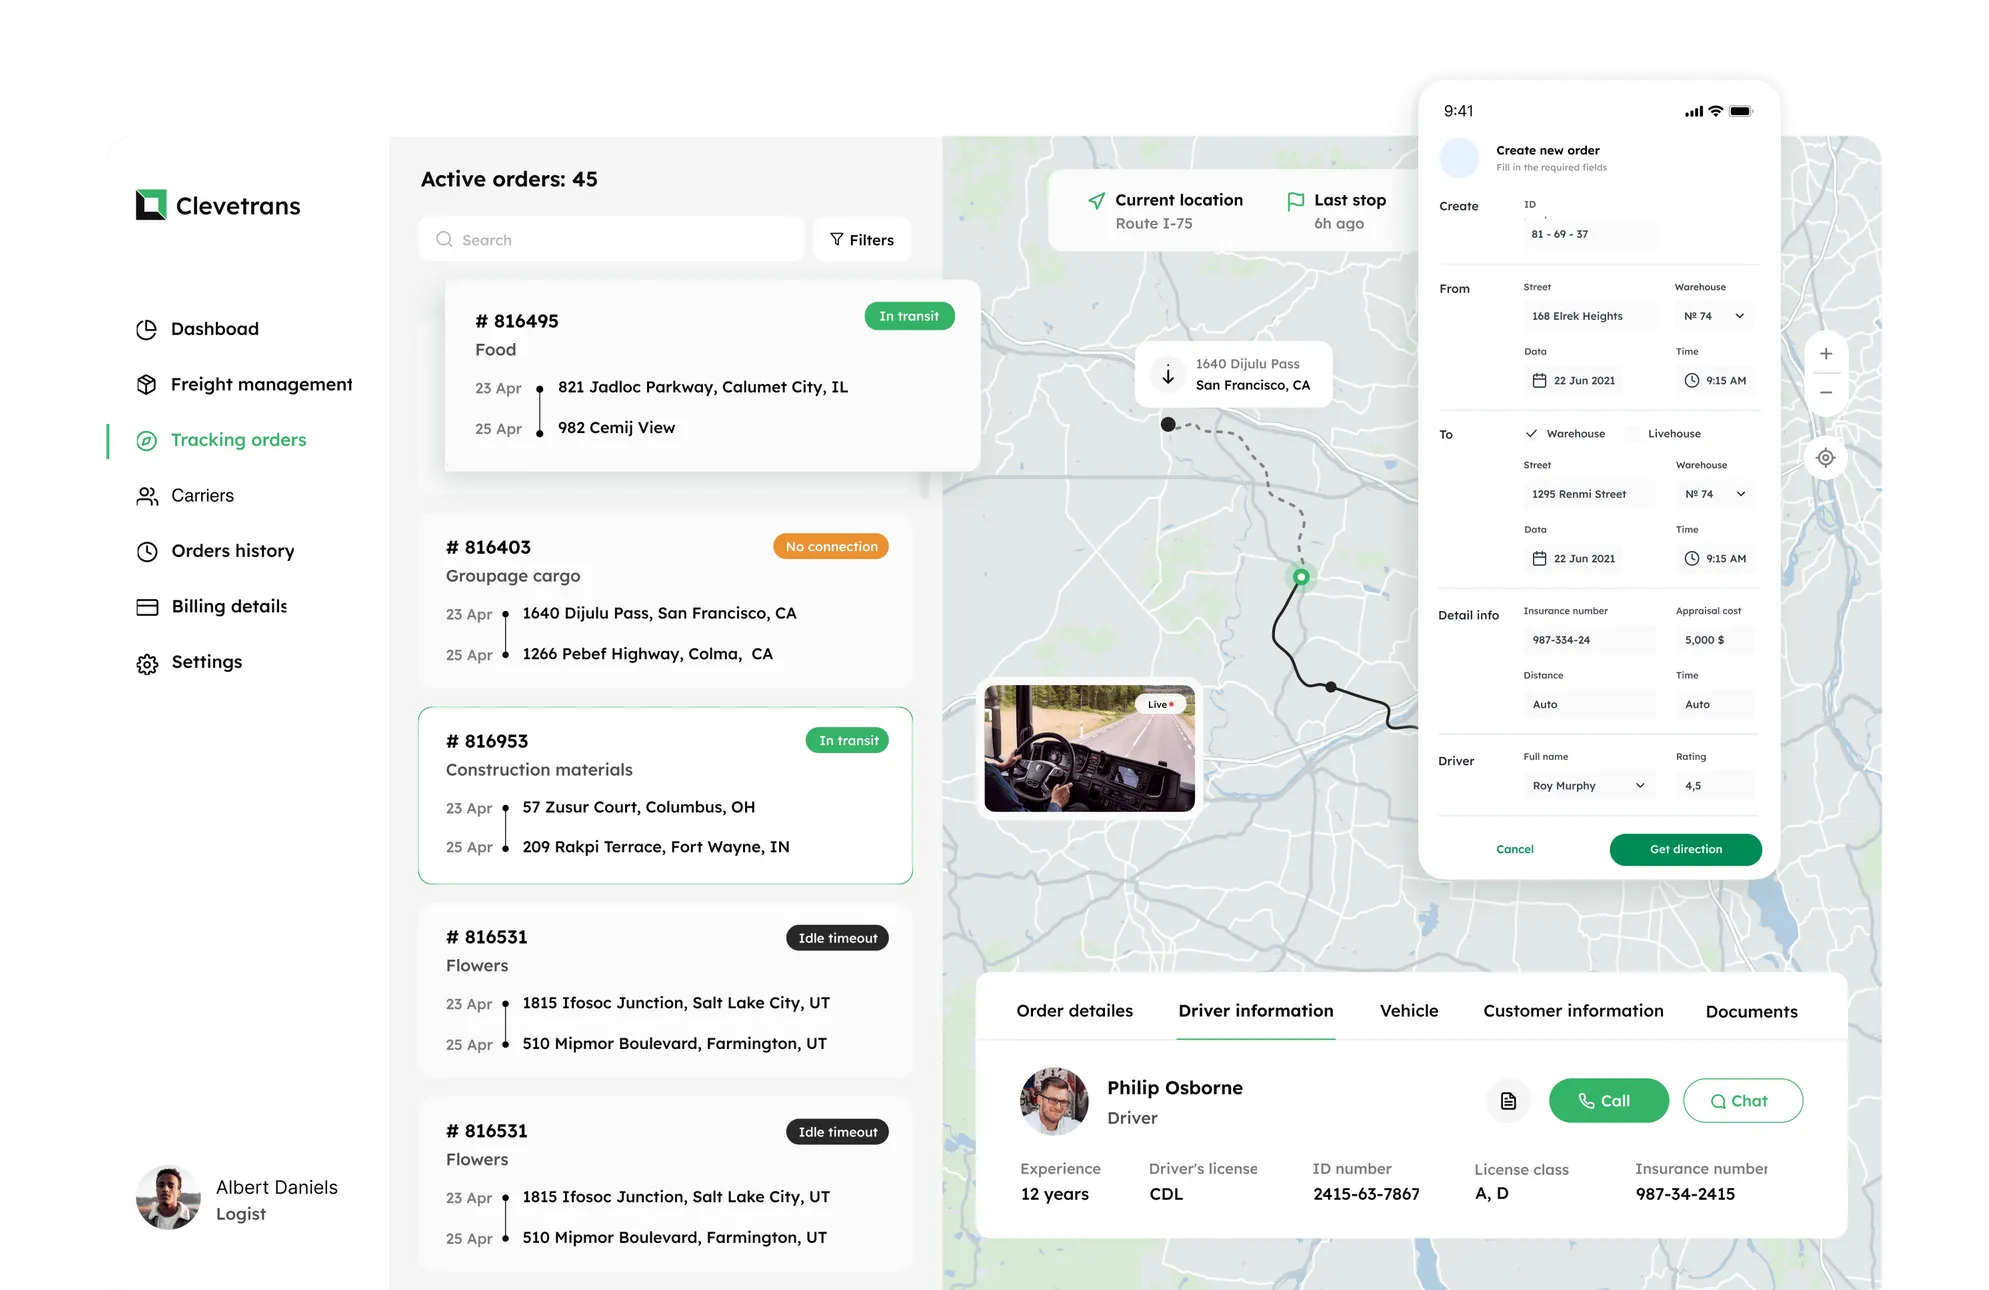 Clevetrans
Dashboad
Freight management
Tracking orders
Carriers
Orders history
Billing details
Settings
Albert Daniels
Logist
Active orders: 45
Search
Filters
# 816495
In transit
Food
23 Apr
821 Jadloc Parkway, Calumet City, IL
25 Apr
982 Cemij View
# 816403
No connection
Groupage cargo
23 Apr
1640 Dijulu Pass, San Francisco, CA
25 Apr
1266 Pebef Highway, Colma, CA
# 816953
In transit
Construction materials
23 Apr
57 Zusur Court, Columbus, OH
25 Apr
209 Rakpi Terrace, Fort Wayne, IN
# 816531
Idle timeout
Flowers
23 Apr
1815 Ifosoc Junction, Salt Lake City, UT
25 Apr
510 Mipmor Boulevard, Farmington, UT
# 816531
Idle timeout
Flowers
23 Apr
1815 Ifosoc Junction, Salt Lake City, UT
25 Apr
510 Mipmor Boulevard, Farmington, UT
Current location
Route I-75
Last stop
6h ago
1640 Dijulu Pass
San Francisco, CA
Live
9:41
Create new order
Fill in the required fields
Create
ID
81 - 69 - 37
From
Street
Warehouse
168 Elrek Heights
№ 74
Data
Time
22 Jun 2021
9:15 AM
To
Warehouse
Livehouse
Street
Warehouse
1295 Renmi Street
№ 74
Data
Time
22 Jun 2021
9:15 AM
Detail info
Insurance number
Appraisal cost
987-334-24
5,000 $
Distance
Time
Auto
Auto
Driver
Full name
Rating
Roy Murphy
4,5
Cancel
Get direction
Order detailes
Driver information
Vehicle
Customer information
Documents
Philip Osborne
Driver
Call
Chat
Experience
12 years
Driver's license
CDL
ID number
2415-63-7867
License class
A, D
Insurance number
987-34-2415